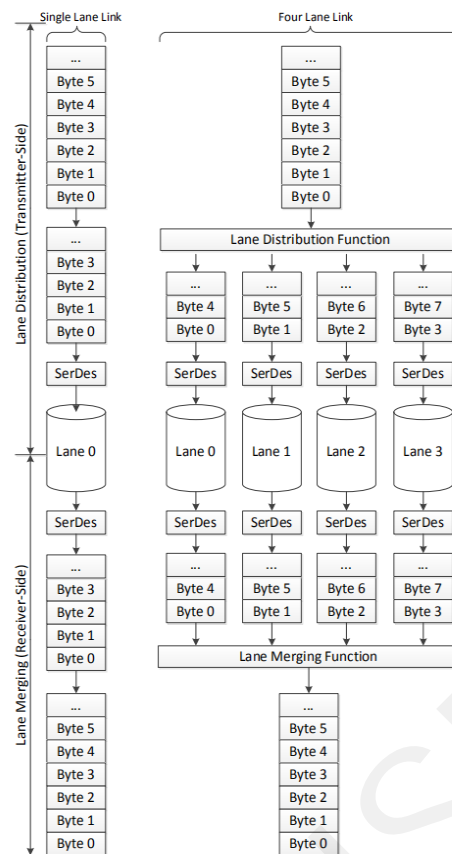 Single Lane Link
Four Lane Link
Lane Distribution (Transmitter-Side)
Lane Merging (Receiver-Side)
...
Byte 5
Byte 4
Byte 3
Byte 2
Byte 1
Byte 0
...
Byte 3
Byte 2
Byte 1
Byte 0
SerDes
Lane 0
SerDes
...
Byte 3
Byte 2
Byte 1
Byte 0
...
Byte 5
Byte 4
Byte 3
Byte 2
Byte 1
Byte 0
...
Byte 5
Byte 4
Byte 3
Byte 2
Byte 1
Byte 0
Lane Distribution Function
... ... ... ...
Byte 4 Byte 5 Byte 6 Byte 7
Byte 0 Byte 1 Byte 2 Byte 3
SerDes SerDes SerDes SerDes
Lane 0 Lane 1 Lane 2 Lane 3
SerDes SerDes SerDes SerDes
... ... ... ...
Byte 4 Byte 5 Byte 6 Byte 7
Byte 0 Byte 1 Byte 2 Byte 3
Lane Merging Function
...
Byte 5
Byte 4
Byte 3
Byte 2
Byte 1
Byte 0